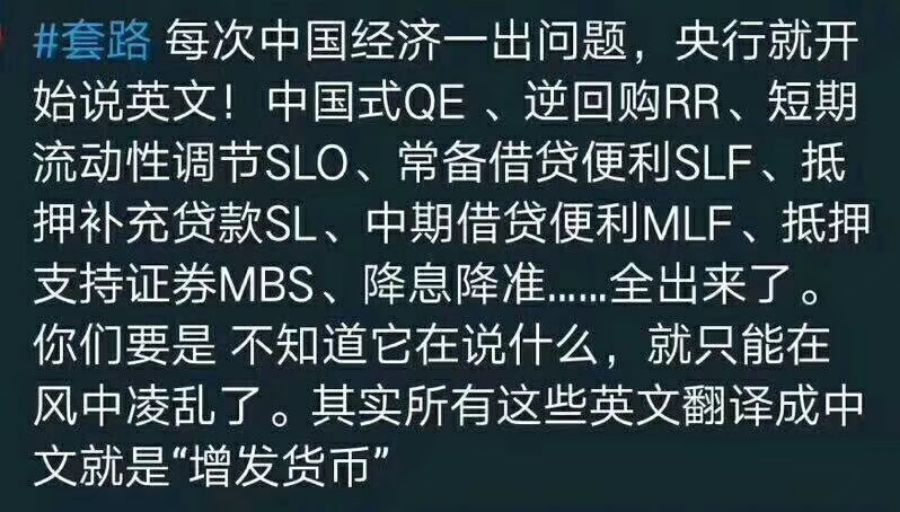 #套路 每次中国经济一出问题，央行就开
始说英文！中国式QE 、逆回购RR、短期
流动性调节SLO、常备借贷便利SLF、抵
押补充贷款SL、中期借贷便利MLF、抵押
支持证券MBS、降息降准......全出来了。
你们要是 不知道它在说什么，就只能在
风中凌乱了。其实所有这些英文翻译成中
文就是“增发货币”